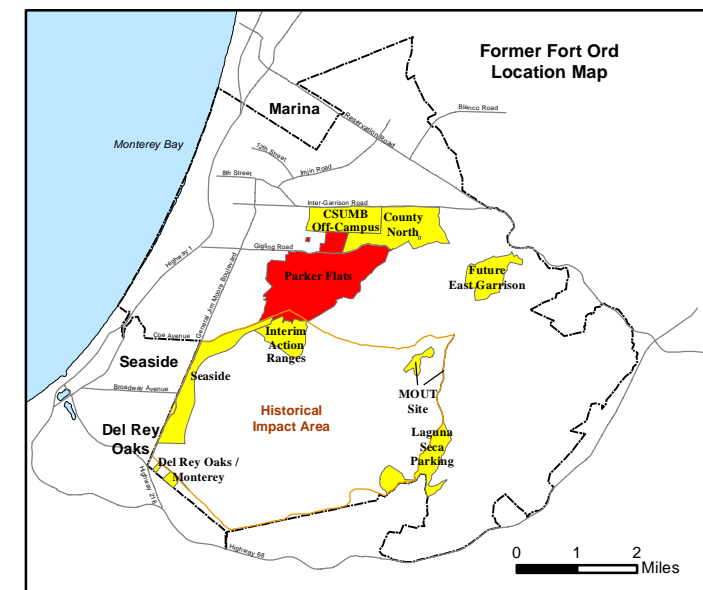 Former Fort Ord
Location Map
Marina
Blanco Road
Reservation Road
Monterey Bay
12th Street
Imjin Road
8th Street
Inter-Garrison Road
CSUMB
Off-Campus
County
North
Gigling Road
Highway 1
General Jim Moore Boulevard
Parker Flats
Future
East Garrison
Coe Avenue
Interim
Action
Ranges
Seaside
Seaside
Broadway Avenue
MOUT
Site
Historical
Impact Area
Del Rey
Oaks
Laguna
Seca
Parking
Del Rey Oaks /
Monterey
Highway 218
Highway 68
0 1 2
Miles